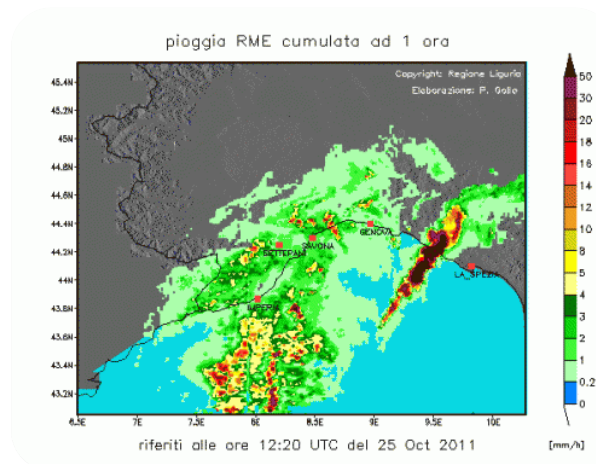 pioggia RME cumulata ad 1 ora
Copyright: Regione Liguria
Elaborazione: P. Gollo
45.4N
45.2N
45N
44.8N
44.6N
44.4N
44.2N
44N
43.8N
43.6N
43.4N
43.2N
GENOVA
SAVONA
SETTEPANI
LA_SPEZIA
IMPERIA
6.5E
7E
7.5E
8E
8.5E
9E
9.5E
10E
50
30
20
18
16
14
12
10
8
5
4
3
2
1
0.2
0
[mm/h]
riferiti alle ore 12:20 UTC del 25 Oct 2011